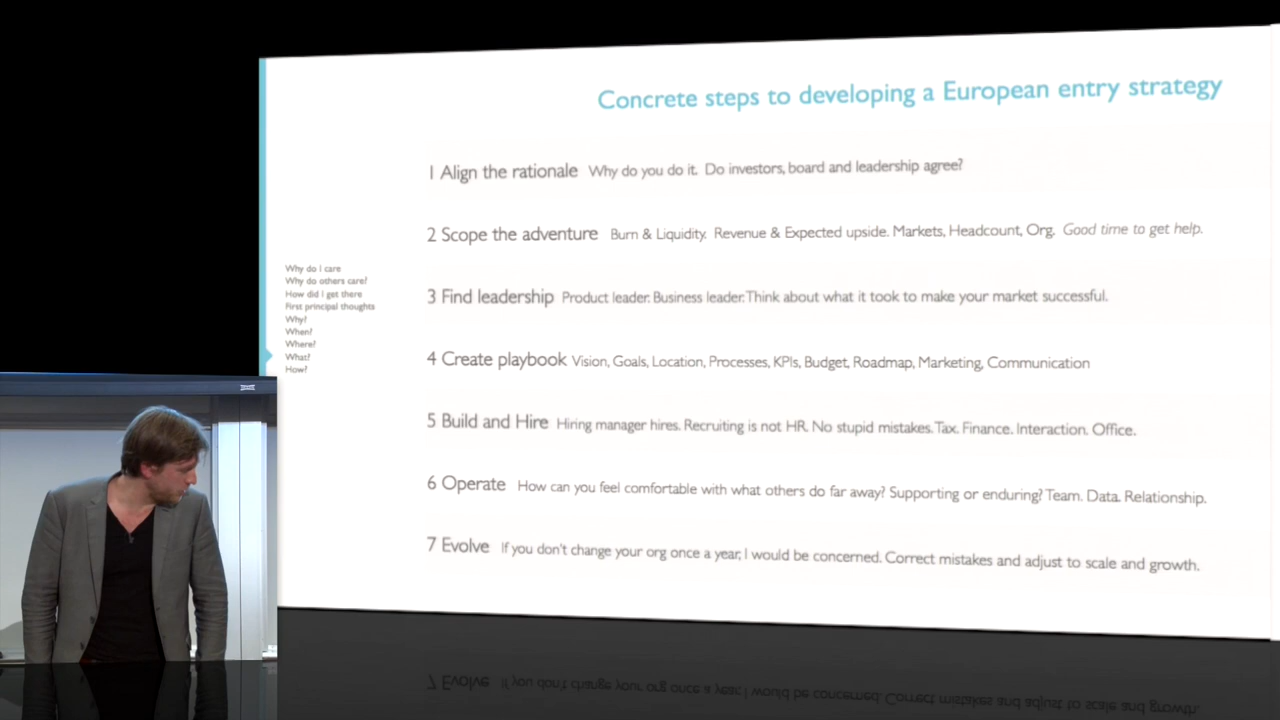 Concrete steps to developing a European entry strategy
1 Align the rationale Why do you do it. Do investors, board and leadership agree?
2 Scope the adventure Burn & Liquidity. Revenue & Expected upside. Markets, Headcount, Org. Good time to get help.
3 Find leadership Product leader. Business leader. Think about what it took to make your market successful.
4 Create playbook Vision, Goals, Location, Processes, KPIs, Budget, Roadmap, Marketing, Communication
5 Build and Hire Hiring manager hires. Recruiting is not HR. No stupid mistakes. Tax. Finance. Interaction. Office.
6 Operate How can you feel comfortable with what others do far away? Supporting or enduring? Team. Data. Relationship.
7 Evolve If you don't change your org once a year, I would be concerned. Correct mistakes and adjust to scale and growth.
Why do I care
Why do others care?
How did I get there
First principal thoughts
Why?
When?
Where?
What?
How?